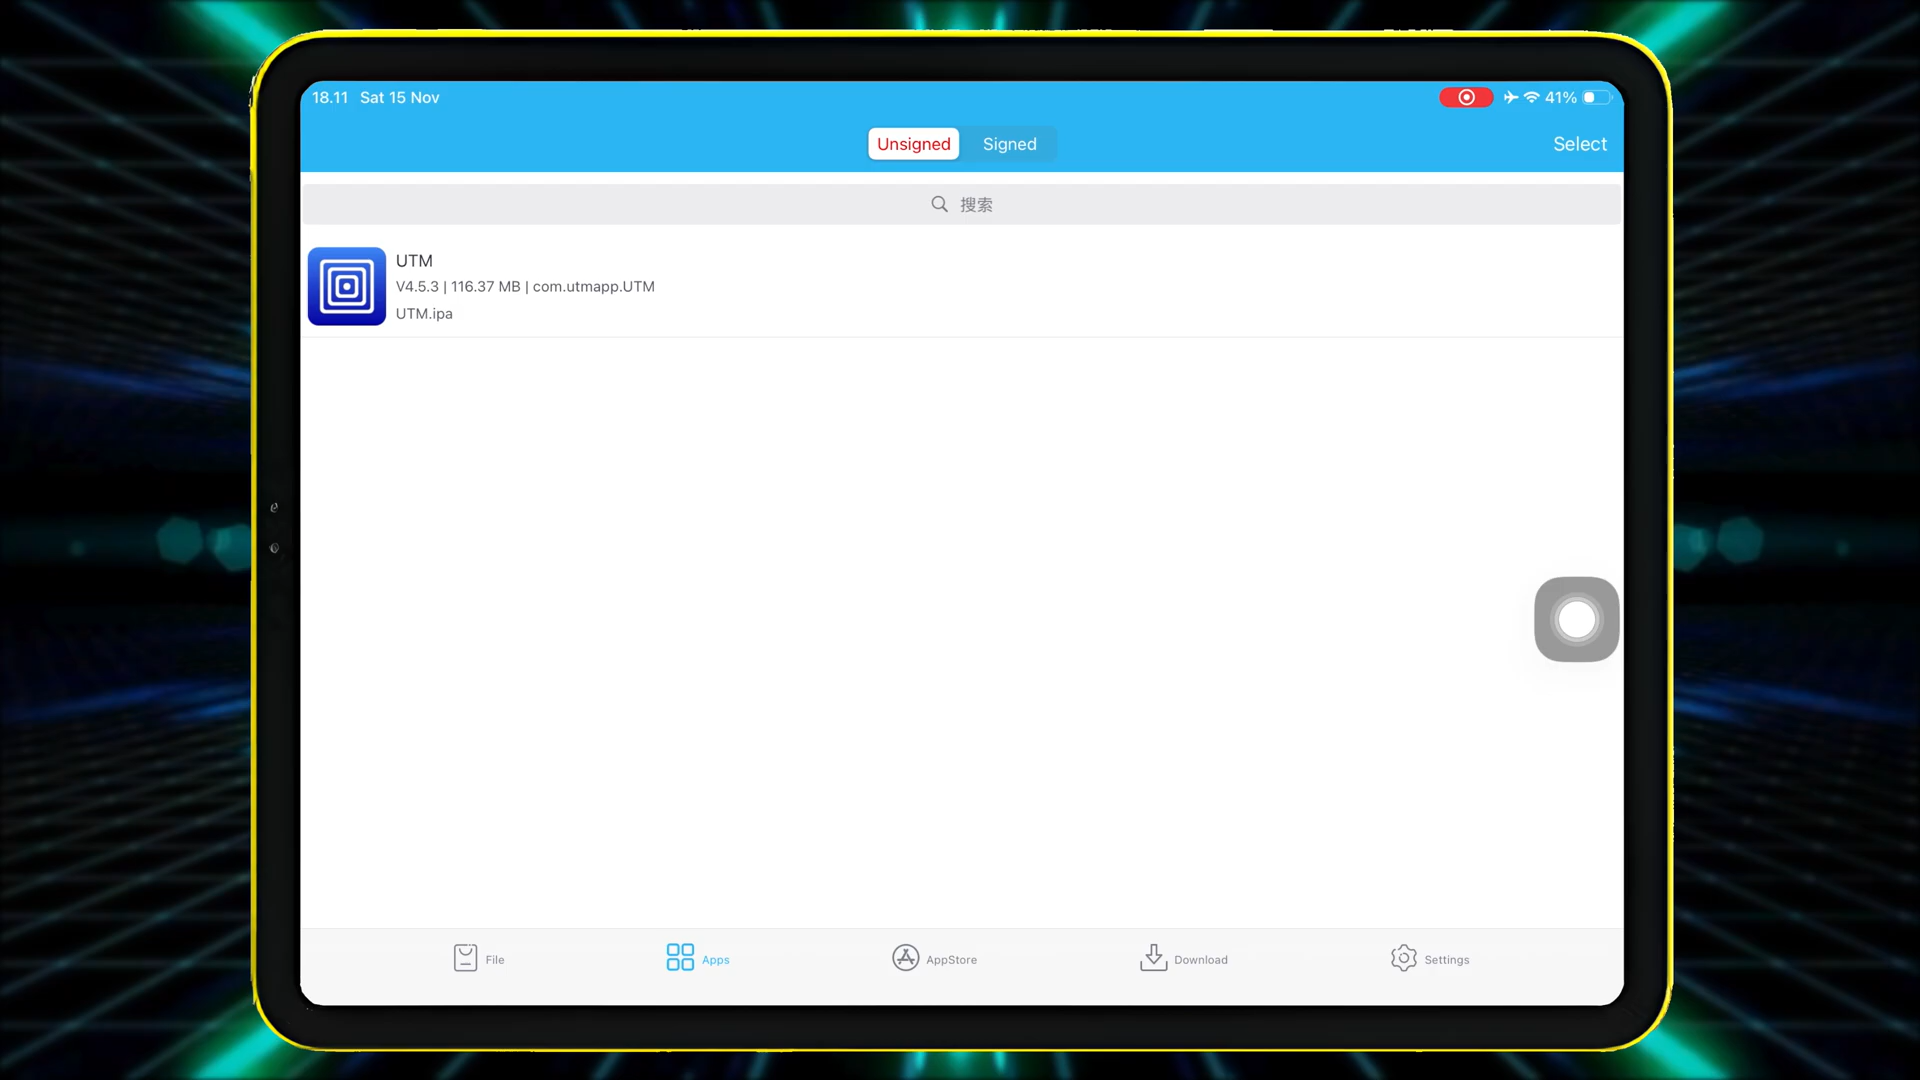 18.11 Sat 15 Nov
41%
Unsigned Signed
Select
搜索
UTM
V4.5.3 | 116.37 MB | com.utmapp.UTM
UTM.ipa
File Apps AppStore Download Settings